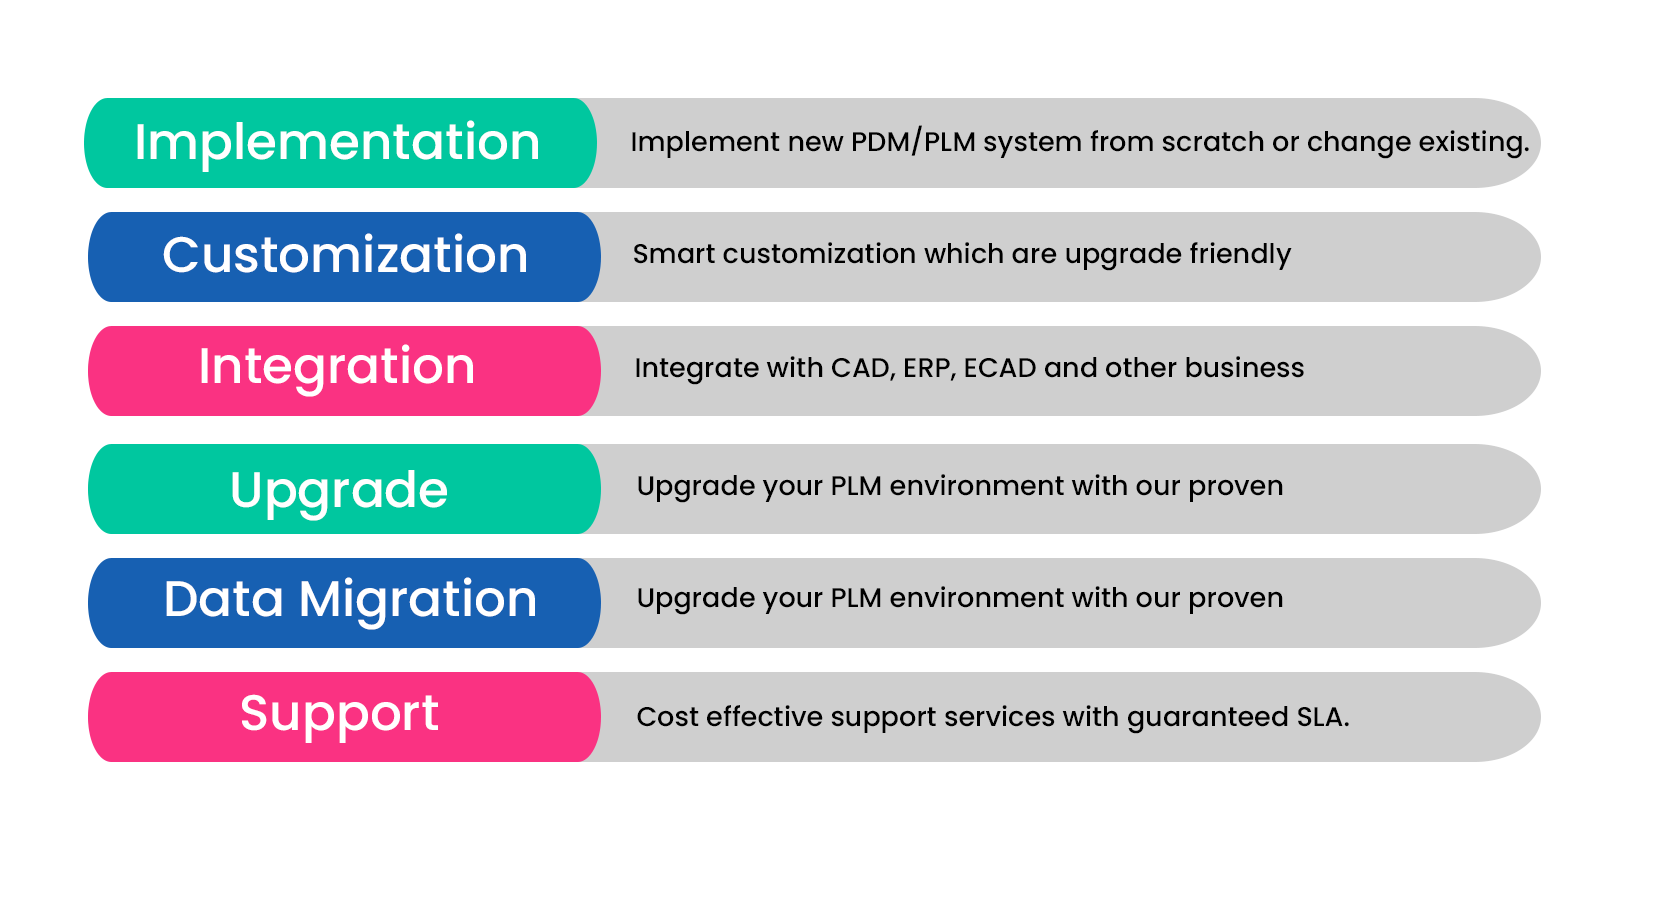 Implementation
Implement new PDM/PLM system from scratch or change existing.
Customization
Smart customization which are upgrade friendly
Integration
Integrate with CAD, ERP, ECAD and other business
Upgrade
Upgrade your PLM environment with our proven
Data Migration
Upgrade your PLM environment with our proven
Support
Cost effective support services with guaranteed SLA.